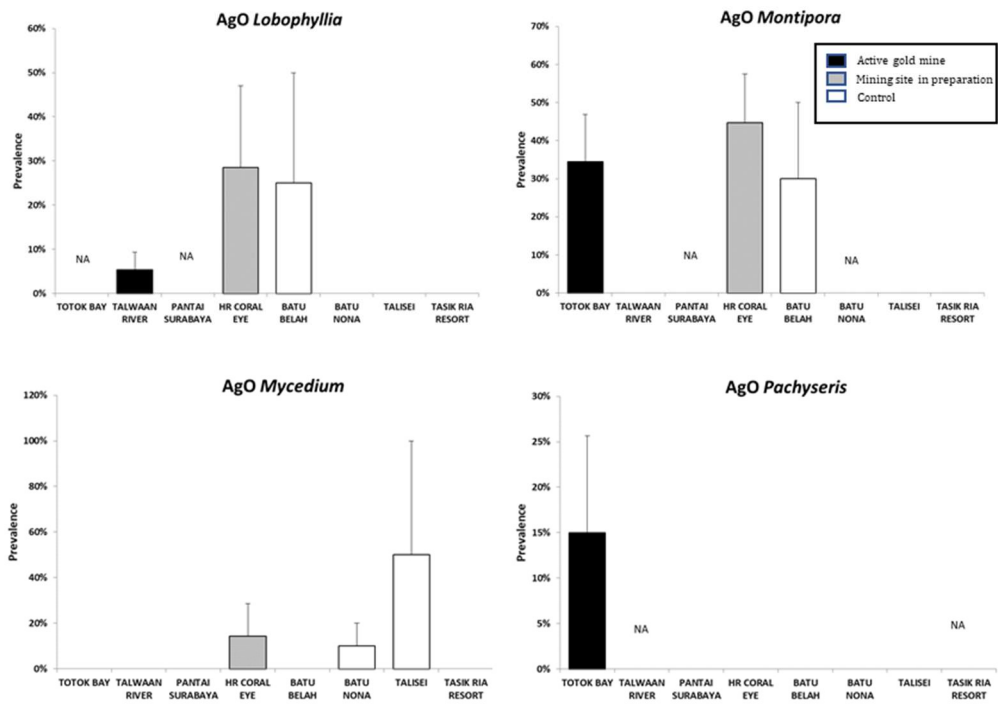 AgO Lobophyllia
60%
50%
40%
30%
20%
10%
0%
Prevalence
NA
NA
TOTOK BAY TALWAAN PANTAI HR CORAL BATU BATU TALISEI TASIK RIA
RIVER SURABAYA EYE BELAH NONA RESORT
AgO Montipora
70%
60%
50%
40%
30%
20%
10%
0%
Prevalence
Active gold mine
Mining site in preparation
Control
NA
NA
TOTOK BAY TALWAAN PANTAI HR CORAL BATU BATU TALISEI TASIK RIA
RIVER SURABAYA EYE BELAH NONA RESORT
AgO Mycedium
120%
100%
80%
60%
40%
20%
0%
Prevalence
TOTOK BAY TALWAAN PANTAI HR CORAL BATU BATU TALISEI TASIK RIA
RIVER SURABAYA EYE BELAH NONA RESORT
AgO Pachyseris
30%
25%
20%
15%
10%
5%
0%
Prevalence
NA
NA
TOTOK BAY TALWAAN PANTAI HR CORAL BATU BATU TALISEI TASIK RIA
RIVER SURABAYA EYE BELAH NONA RESORT